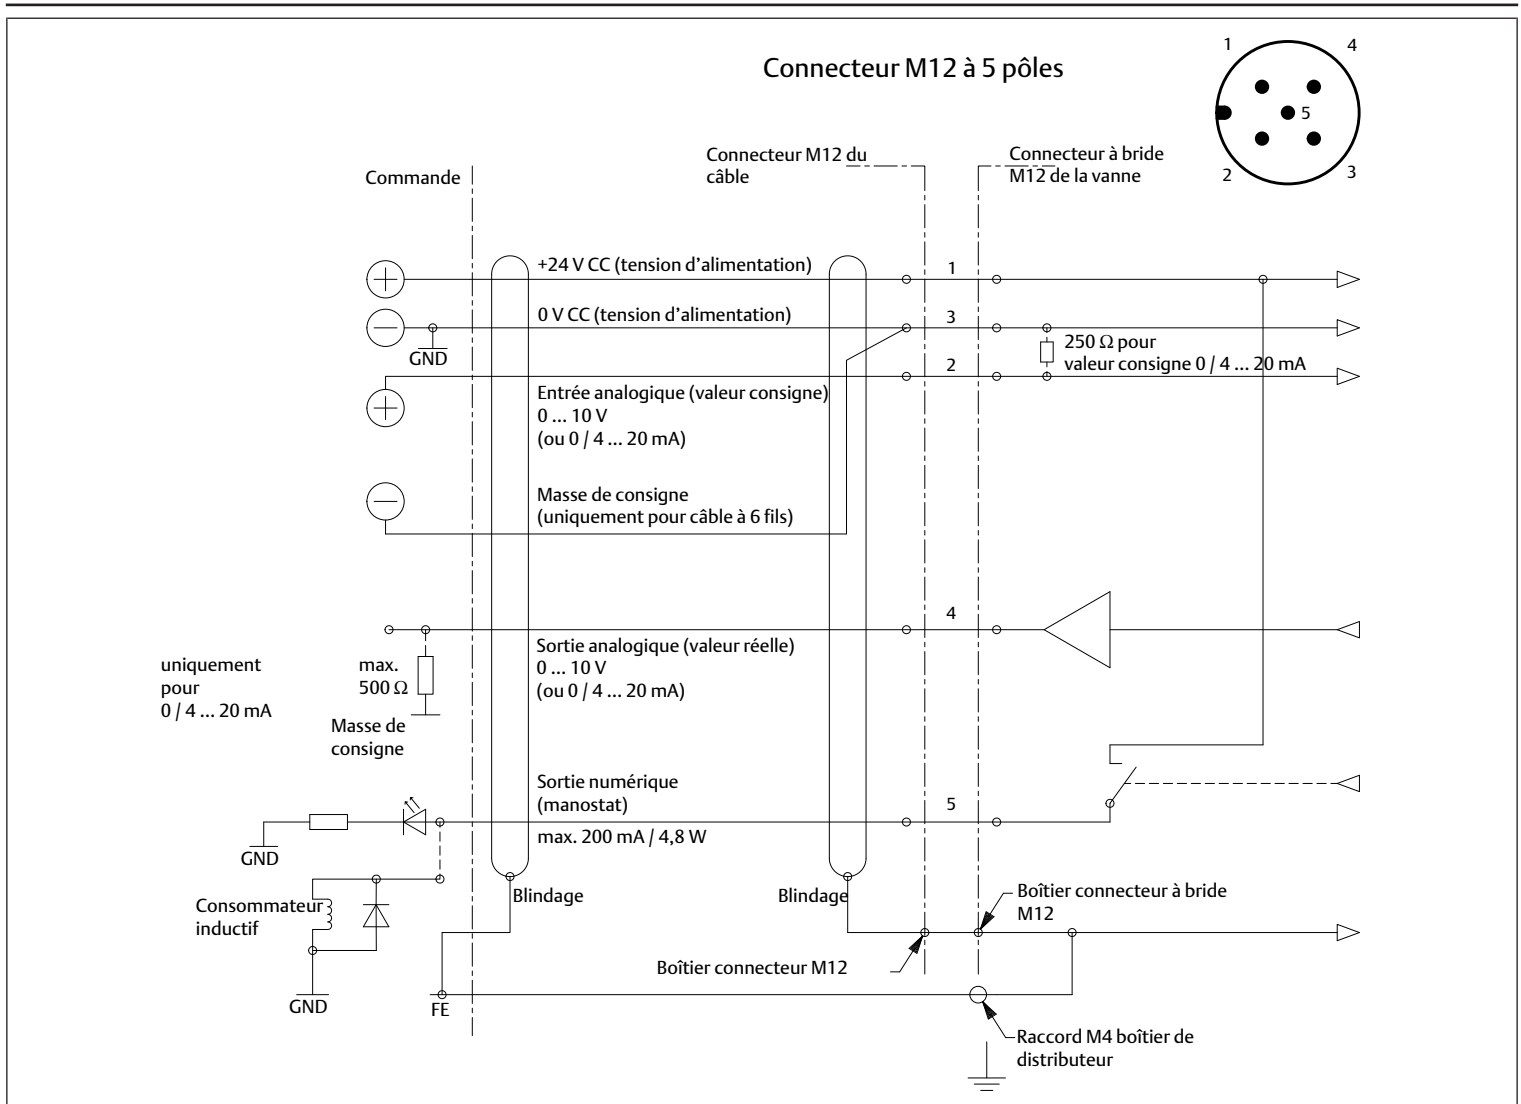 Connecteur M12 à 5 pôles
1
4
5
2
3
Commande
Connecteur M12 du
câble
Connecteur à bride
M12 de la vanne
+24 V CC (tension d’alimentation)
1
0 V CC (tension d’alimentation)
3
GND
250 Ω pour
valeur consigne 0 / 4 ... 20 mA
2
Entrée analogique (valeur consigne)
0 ... 10 V
(ou 0 / 4 ... 20 mA)
Masse de consigne
(uniquement pour câble à 6 fils)
4
Sortie analogique (valeur réelle)
0 ... 10 V
(ou 0 / 4 ... 20 mA)
uniquement
pour
0 / 4 ... 20 mA
max.
500 Ω
Masse de
consigne
Sortie numérique
(manostat)
5
max. 200 mA / 4,8 W
GND
Consommateur
inductif
GND
Blindage
Blindage
Boîtier connecteur à bride
M12
Boîtier connecteur M12
FE
Raccord M4 boîtier de
distributeur